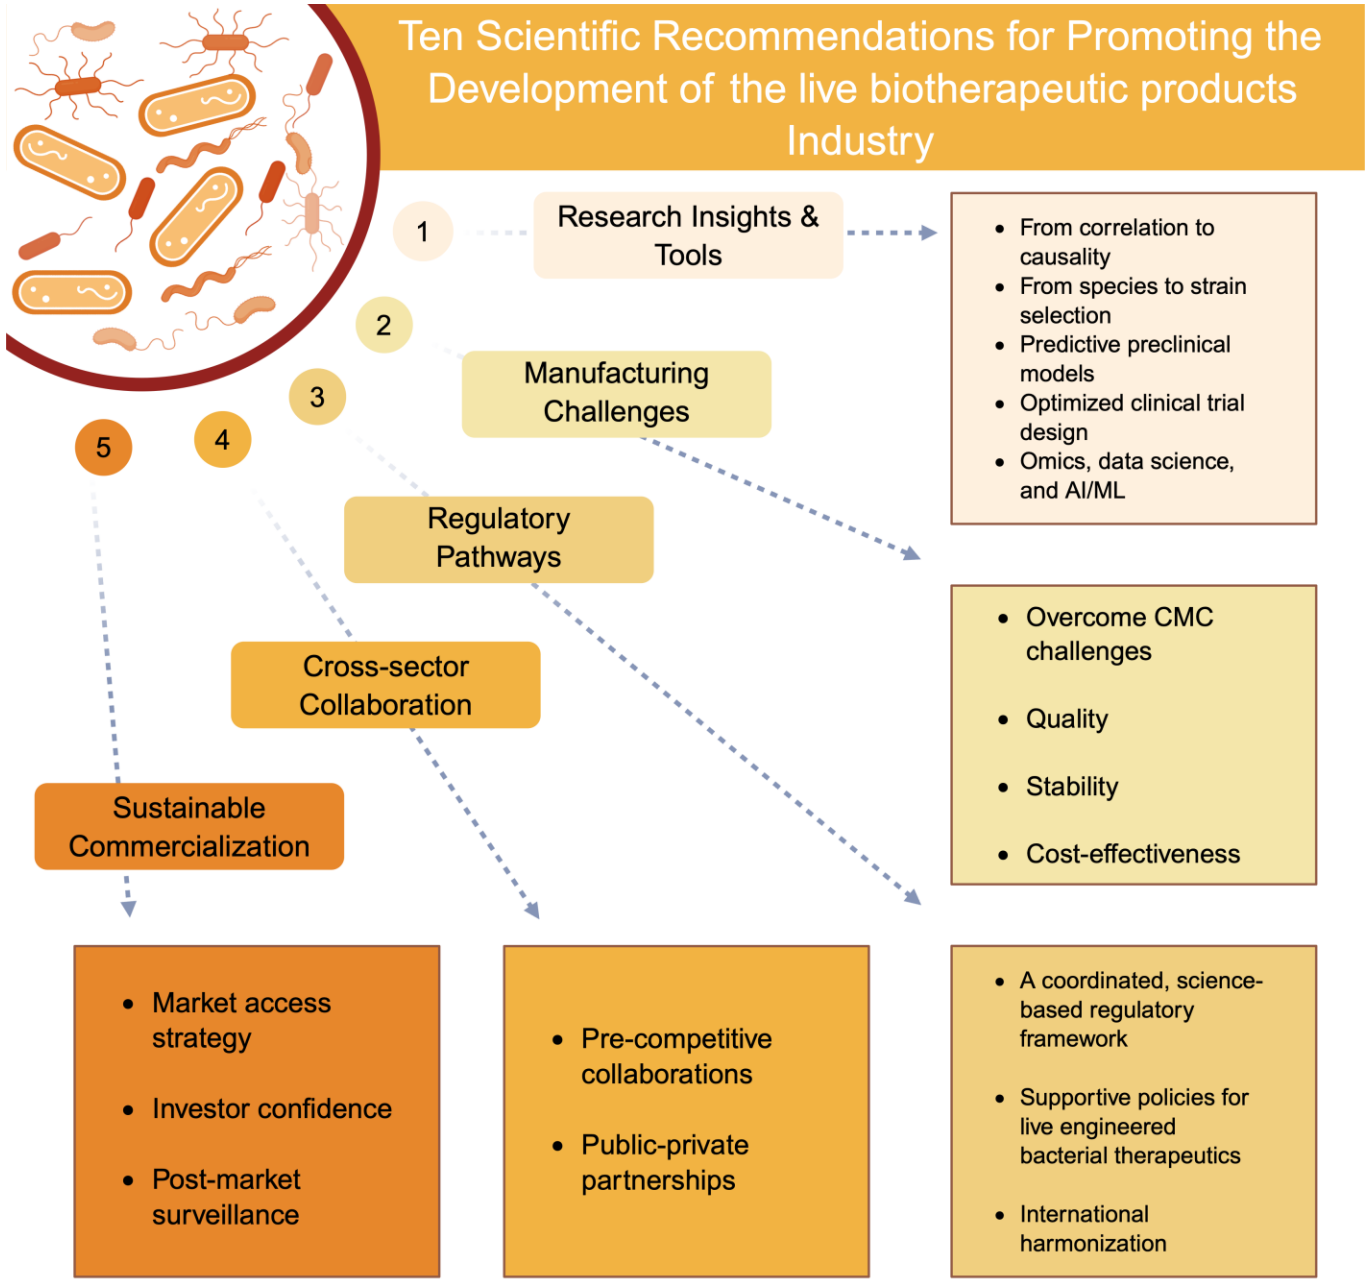 Ten Scientific Recommendations for Promoting the
Development of the live biotherapeutic products
Industry
1
Research Insights &
Tools
• From correlation to
causality
• From species to strain
selection
• Predictive preclinical
models
• Optimized clinical trial
design
• Omics, data science,
and AI/ML
2
Manufacturing
Challenges
• Overcome CMC
challenges
• Quality
• Stability
• Cost-effectiveness
3
Regulatory
Pathways
• A coordinated, science-
based regulatory
framework
• Supportive policies for
live engineered
bacterial therapeutics
• International
harmonization
4
Cross-sector
Collaboration
• Pre-competitive
collaborations
• Public-private
partnerships
5
Sustainable
Commercialization
• Market access
strategy
• Investor confidence
• Post-market
surveillance